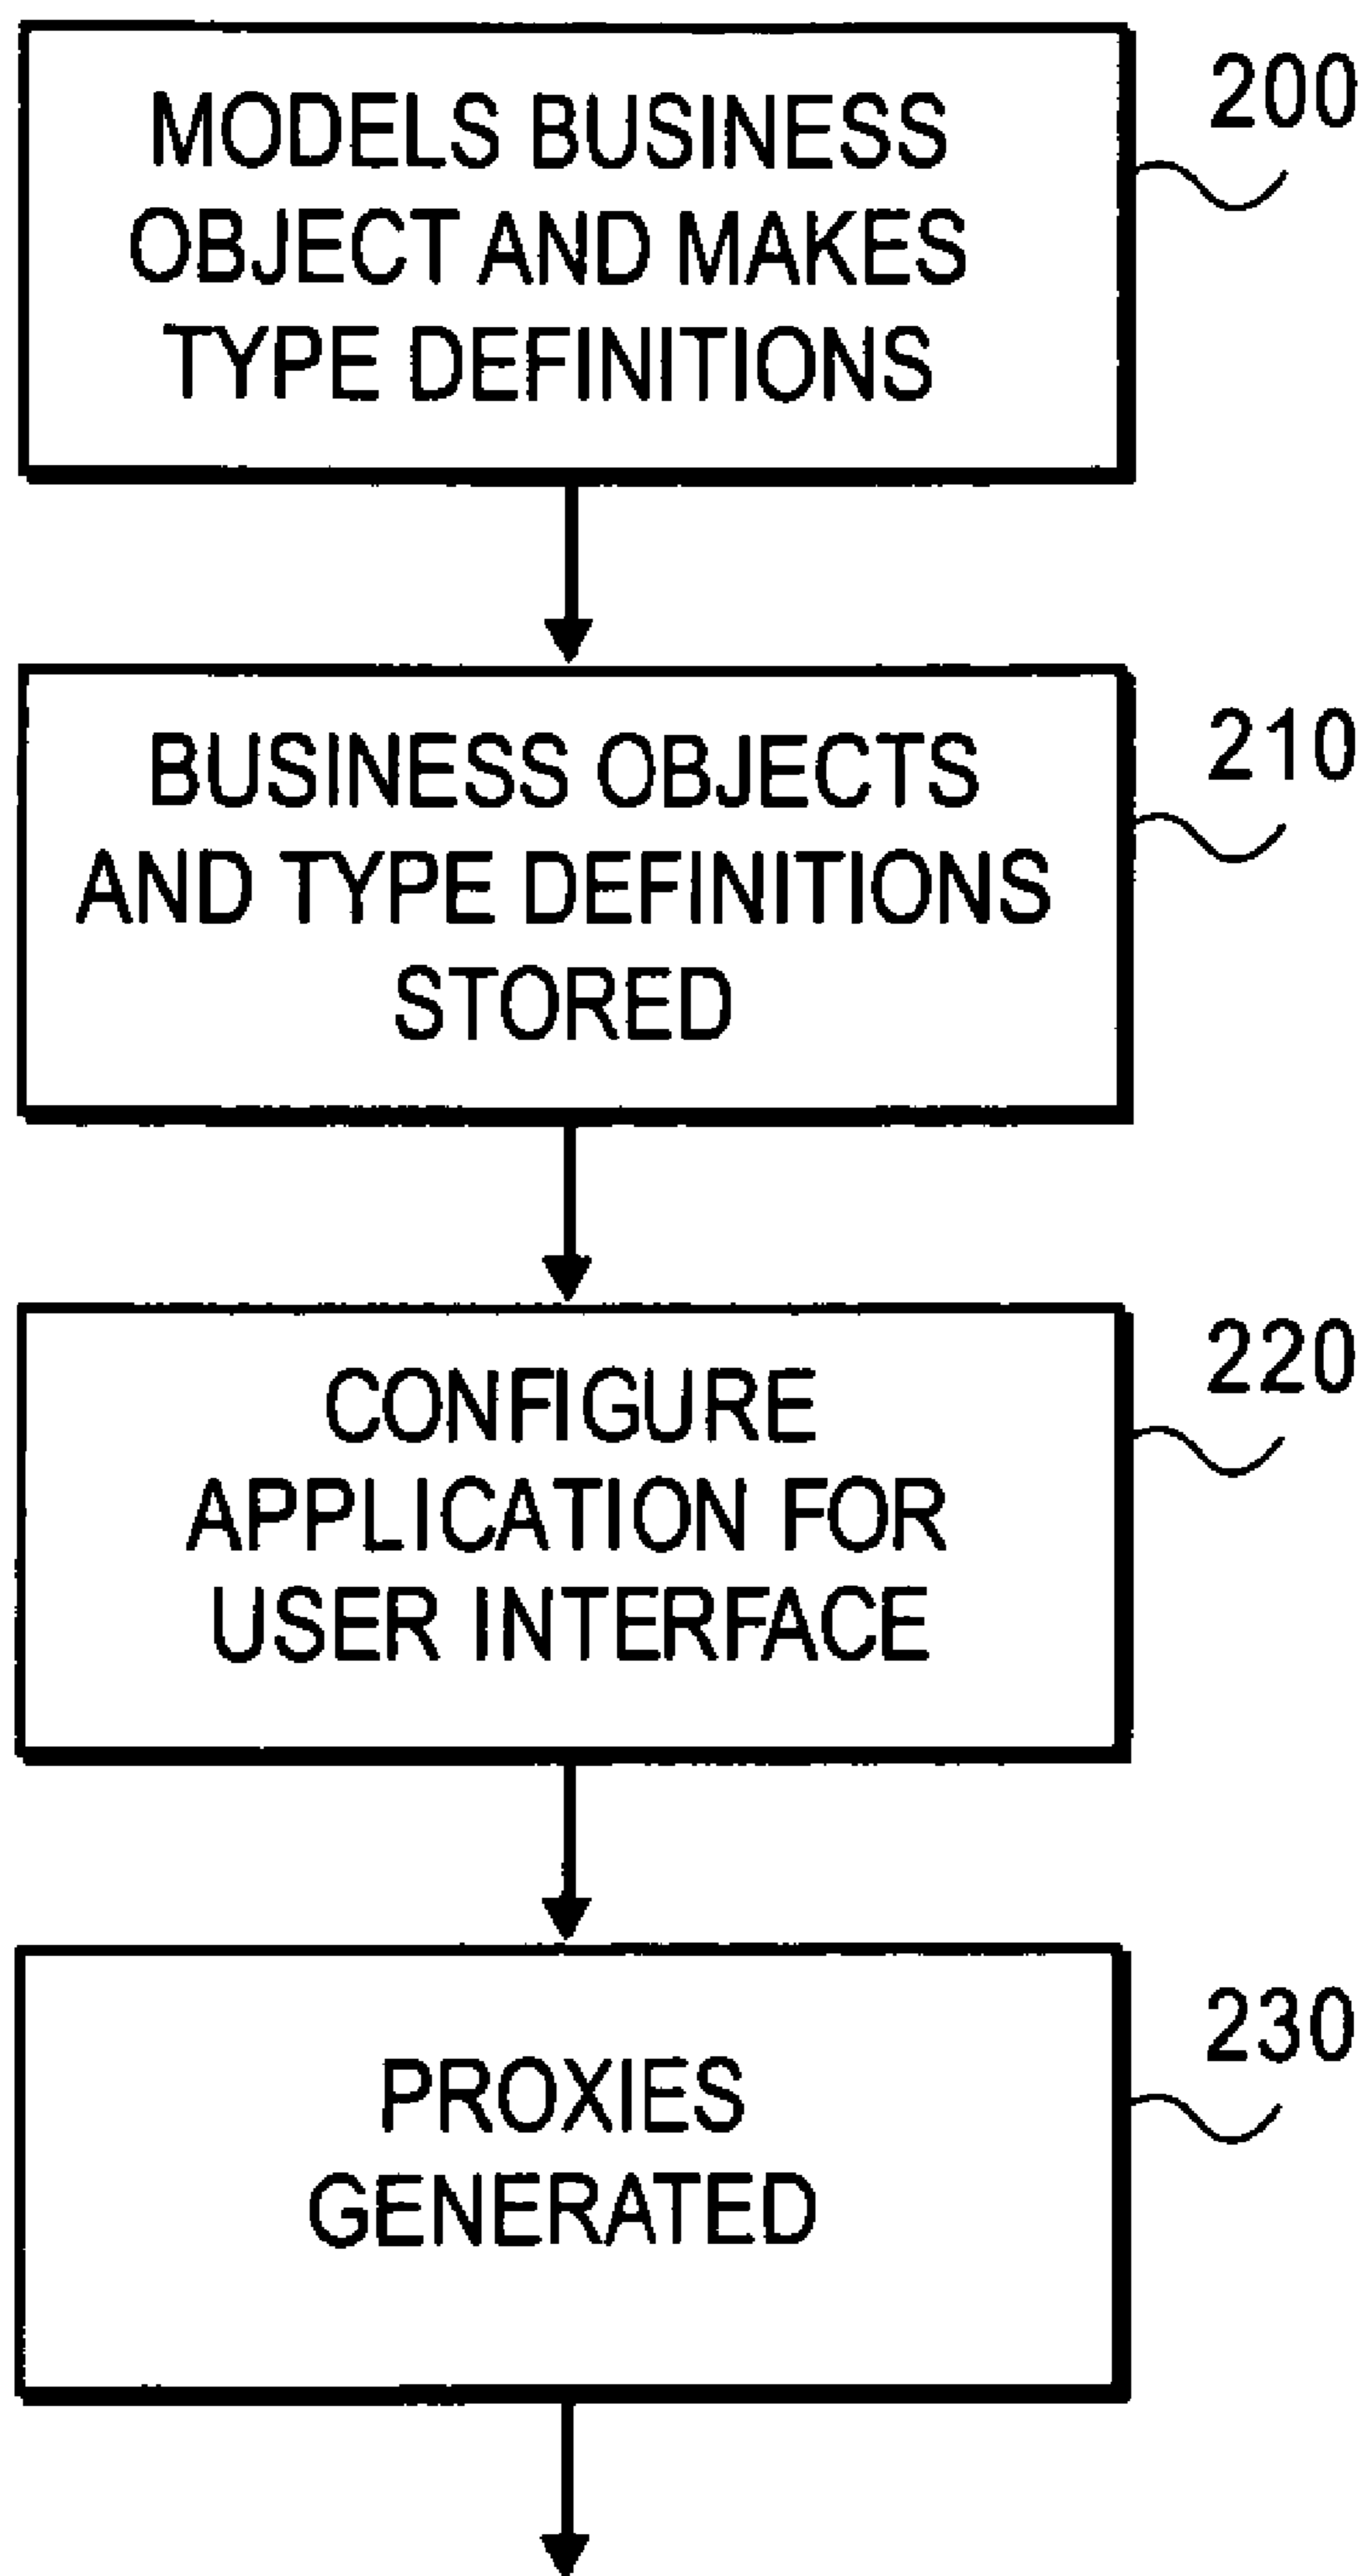 MODELS BUSINESS
OBJECT AND MAKES
TYPE DEFINITIONS
200
BUSINESS OBJECTS
AND TYPE DEFINITIONS
STORED
210
CONFIGURE
APPLICATION FOR
USER INTERFACE
220
PROXIES
GENERATED
230